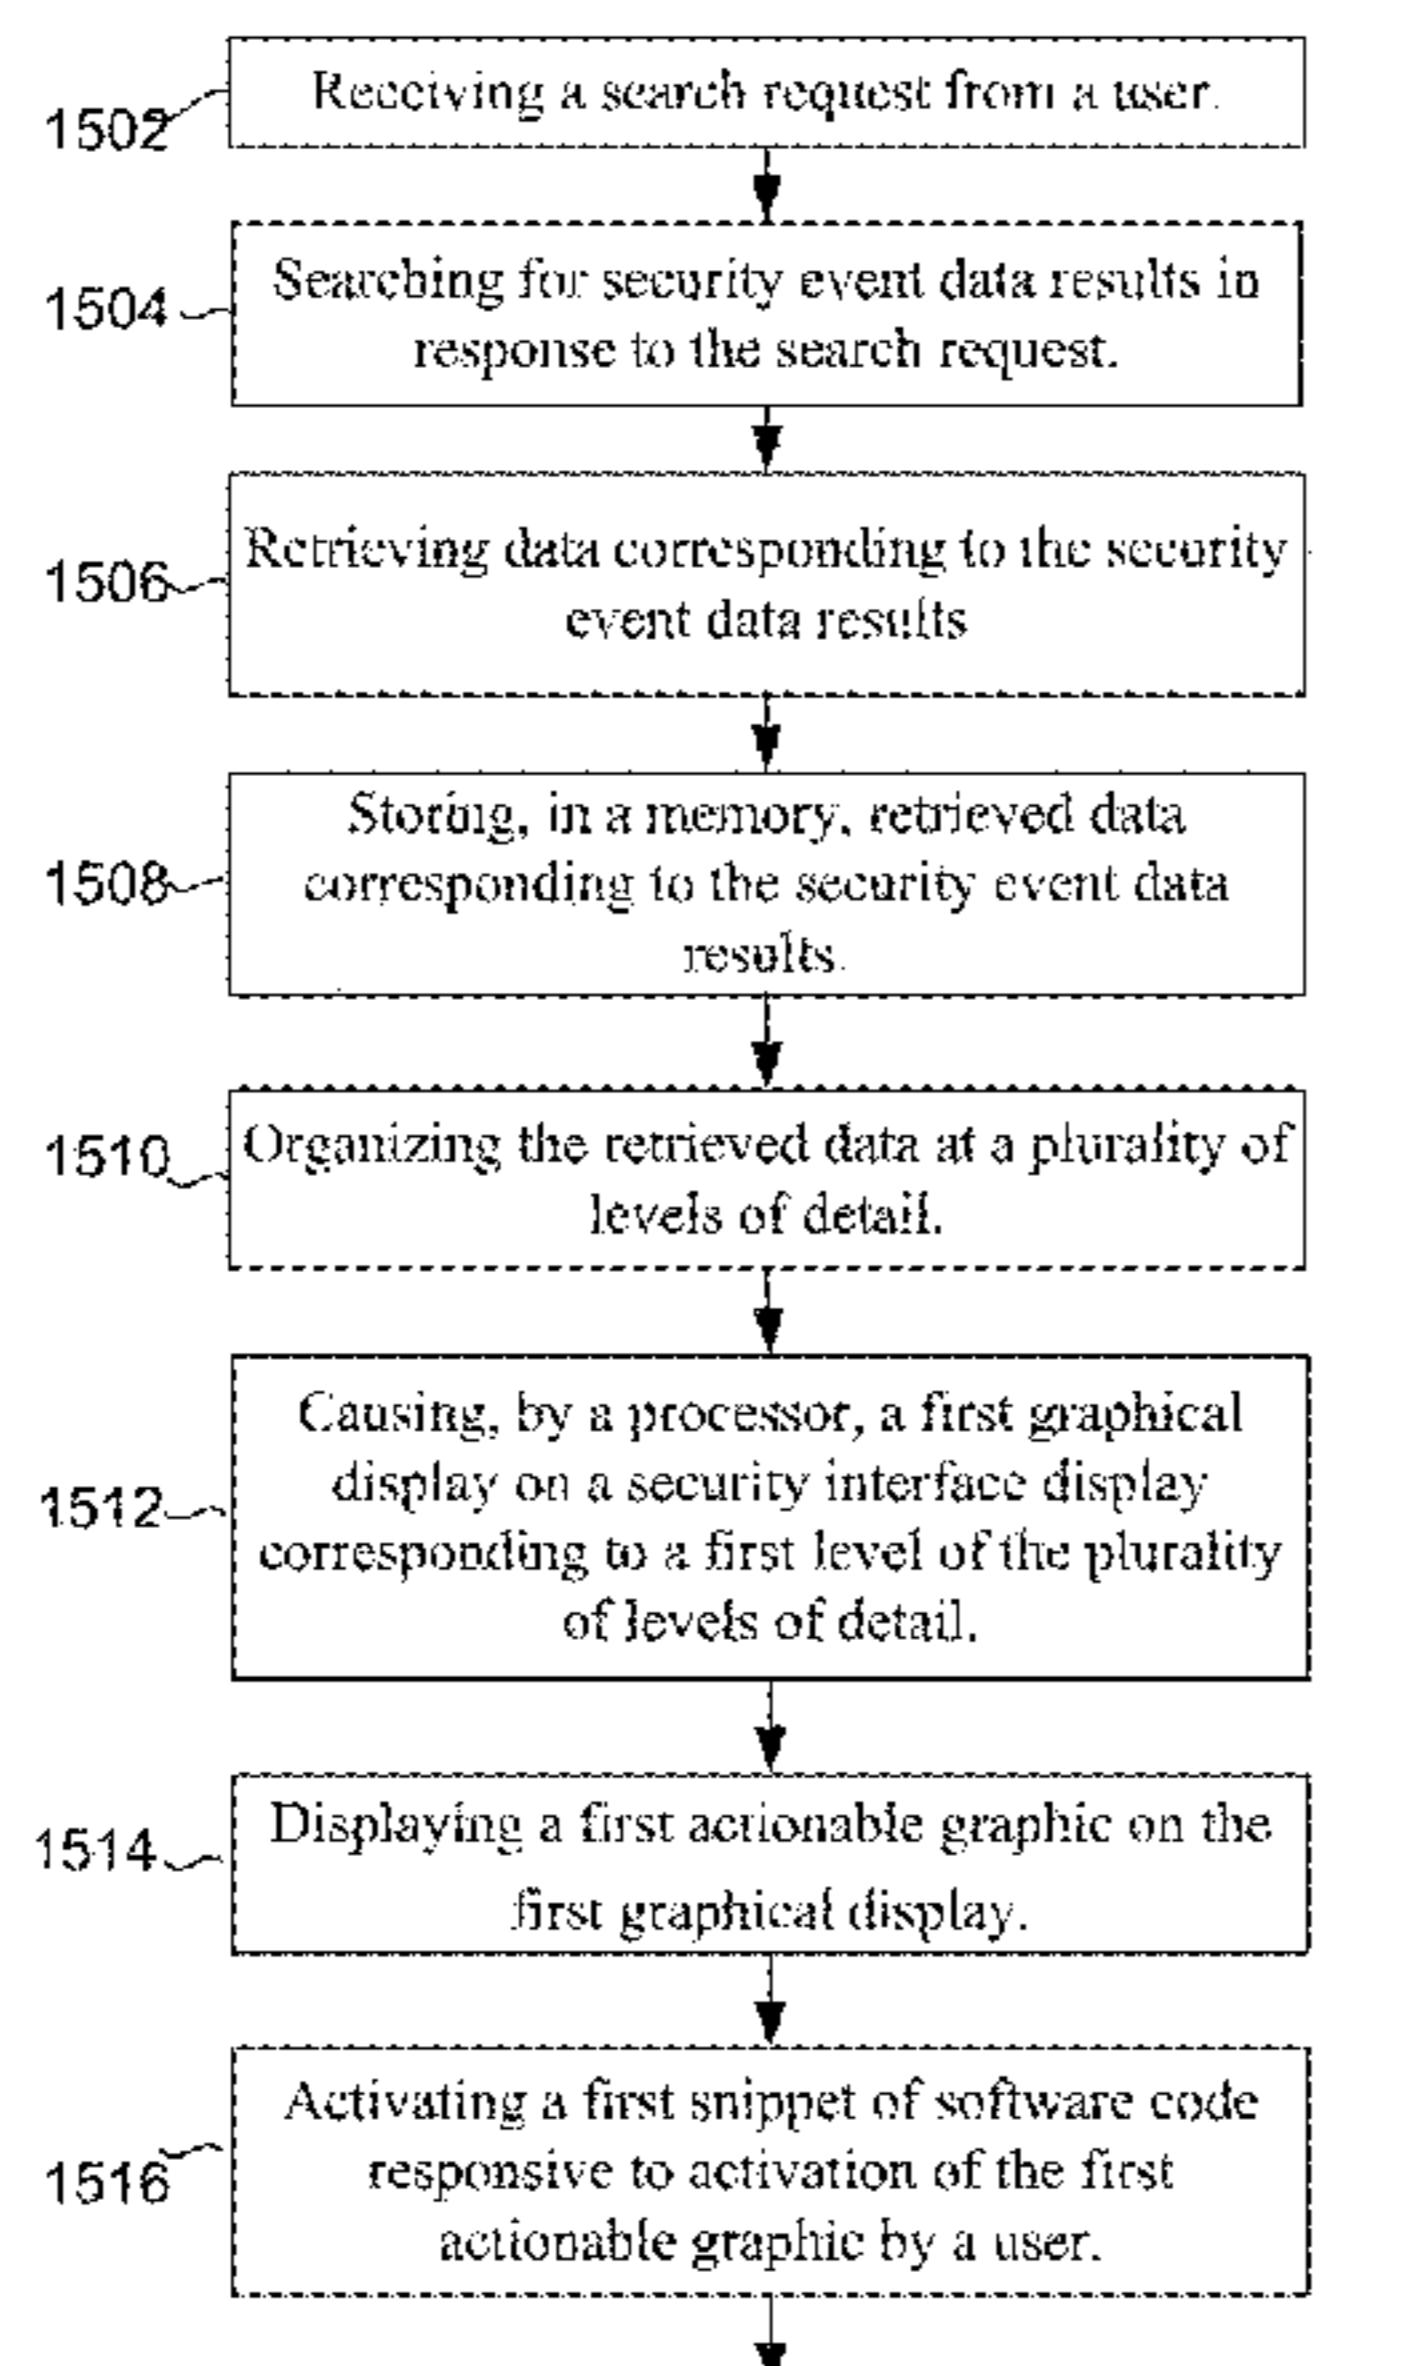 1502
Receiving a search request from a user.
1504
Searching for security event data results in
response to the search request.
1506
Retrieving data corresponding to the security
event data results
1508
Storing, in a memory, retrieved data
corresponding to the security event data
results.
1510
Organizing the retrieved data at a plurality of
levels of detail.
1512
Causing, by a processor, a first graphical
display on a security interface display
corresponding to a first level of the plurality
of levels of detail.
1514
Displaying a first actionable graphic on the
first graphical display.
1516
Activating a first snippet of software code
responsive to activation of the first
actionable graphic by a user.